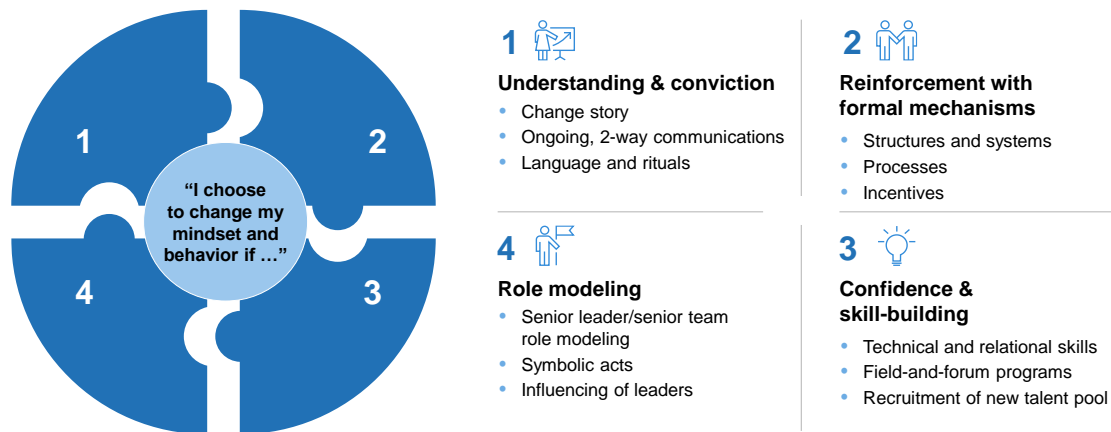 1
2
3
4
“I choose
to change my
mindset and
behavior if …”
1
Understanding & conviction
• Change story
• Ongoing, 2-way communications
• Language and rituals
2
Reinforcement with
formal mechanisms
• Structures and systems
• Processes
• Incentives
4
Role modeling
• Senior leader/senior team
role modeling
• Symbolic acts
• Influencing of leaders
3
Confidence &
skill-building
• Technical and relational skills
• Field-and-forum programs
• Recruitment of new talent pool